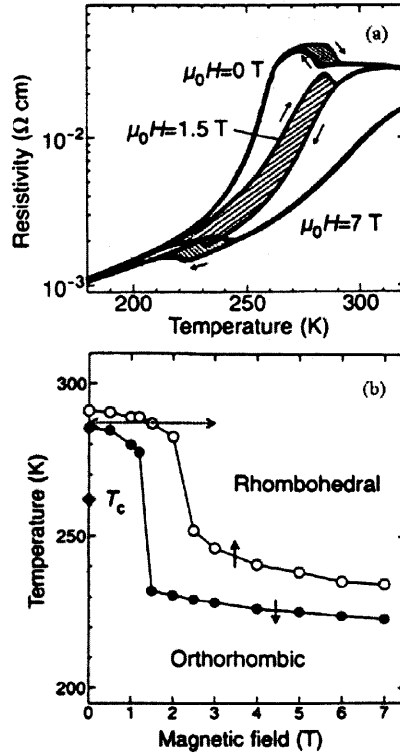 (a)
μ₀H=0 T
μ₀H=1.5 T
μ₀H=7 T
Resistivity (Ω cm)
10⁻²
10⁻³
200 250 300
Temperature (K)
(b)
300
250
200
Temperature (K)
T_c
Rhombohedral
Orthorhombic
0 1 2 3 4 5 6 7
Magnetic field (T)